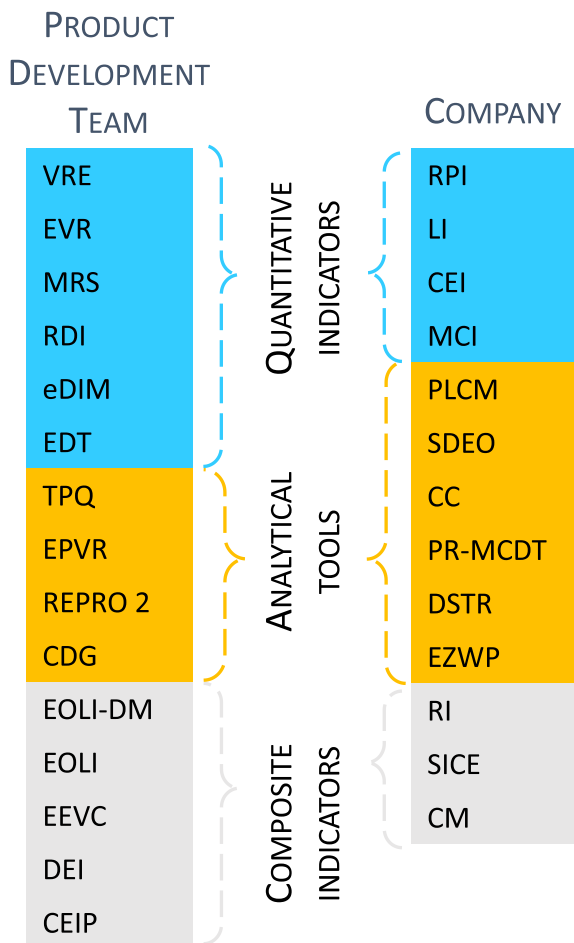 PRODUCT
DEVELOPMENT
TEAM
VRE
EVR
MRS
RDI
eDIM
EDT
TPQ
EPVR
REPRO 2
CDG
EOLI-DM
EOLI
EEVC
DEI
CEIP
QUANTITATIVE
INDICATORS
ANALYTICAL
TOOLS
COMPOSITE
INDICATORS
COMPANY
RPI
LI
CEI
MCI
PLCM
SDEO
CC
PR-MCDT
DSTR
EZWP
RI
SICE
CM